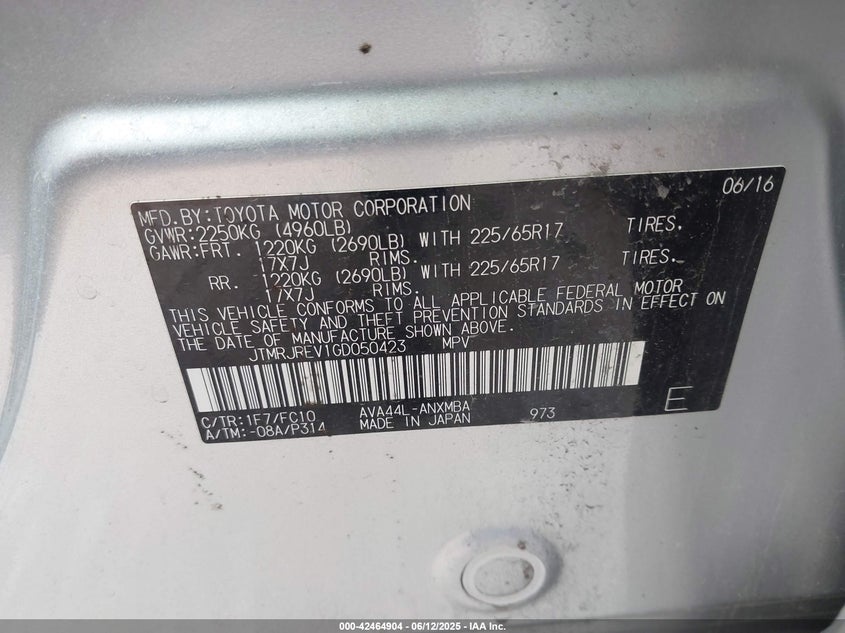 06/16
MFD.BY:TOYOTA MOTOR CORPORATION
GVWR:2250KG (4960LB)
GAWR:FRT. 1220KG (2690LB) WITH 225/65R17 TIRES,
17X7J RIMS.
RR. 1220KG (2690LB) WITH 225/65R17 TIRES,
17X7J RIMS.
THIS VEHICLE CONFORMS TO ALL APPLICABLE FEDERAL MOTOR
VEHICLE SAFETY AND THEFT PREVENTION STANDARDS IN EFFECT ON
THE DATE OF MANUFACTURE SHOWN ABOVE.
JTMRJREV1GD050423 MPV
C/TR:1F7/FC10 AVA44L-ANXMBA 973 E
A/TM:-08A/P314 MADE IN JAPAN
000-42464904 - 06/12/2025 - IAA Inc.